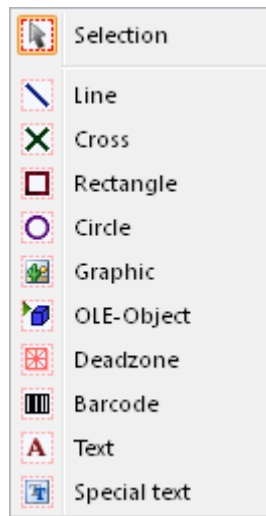 Selection
Line
Cross
Rectangle
Circle
Graphic
OLE-Object
Deadzone
Barcode
Text
Special text